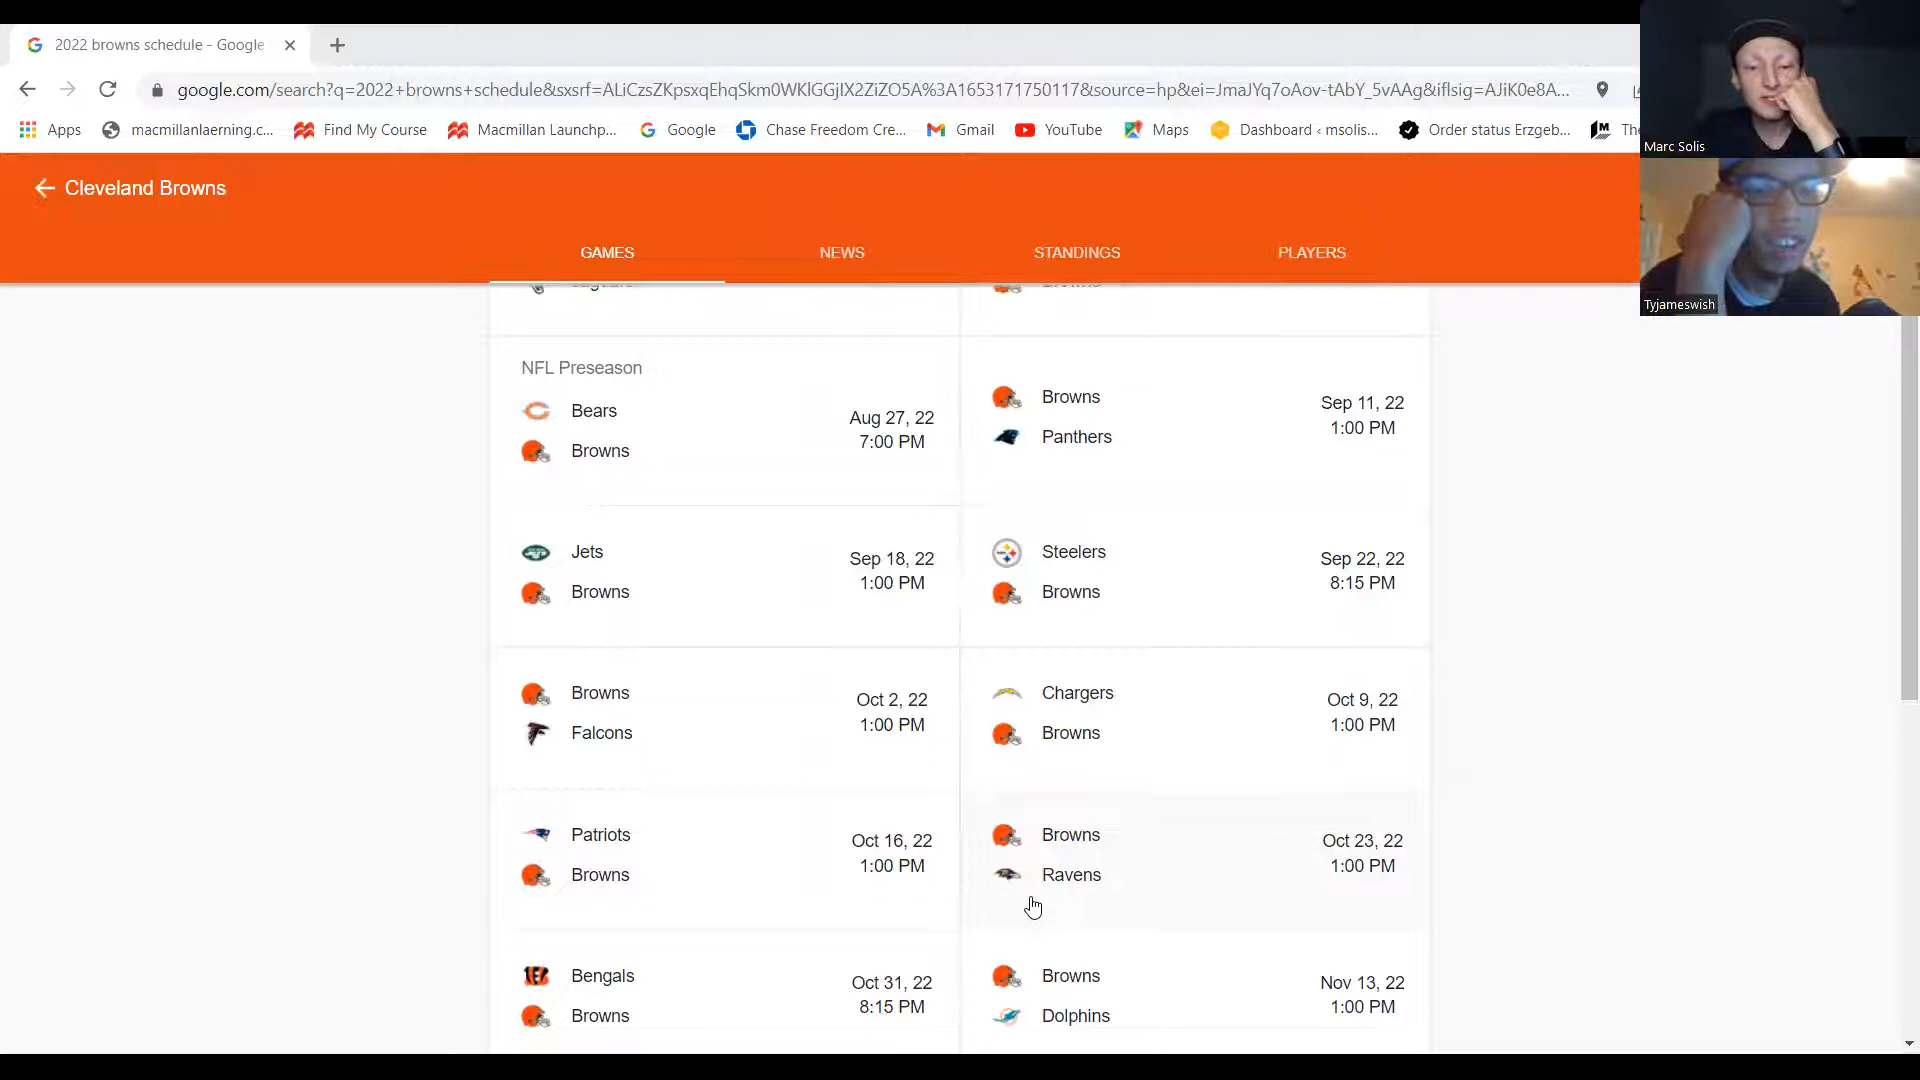 2022 browns schedule - Google
google.com/search?q=2022+browns+schedule&sxsrf=ALiCzsZKpsxqEhqSkm0WKlGGjIX2ZiZO5A%3A1653171750117&source=hp&ei=JmaJYq7oAov-tAbY_5vAAg&iflsig=AJiK0e8A...
Apps macmillanlaerning.c... Find My Course Macmillan Launchp... Google Chase Freedom Cre... Gmail YouTube Maps Dashboard ‹ msolis... Order status Erzgeb... The
Marc Solis
Tyjameswish
Cleveland Browns
GAMES NEWS STANDINGS PLAYERS
NFL Preseason
Bears
Browns
Aug 27, 22
7:00 PM
Browns
Panthers
Sep 11, 22
1:00 PM
Jets
Browns
Sep 18, 22
1:00 PM
Steelers
Browns
Sep 22, 22
8:15 PM
Browns
Falcons
Oct 2, 22
1:00 PM
Chargers
Browns
Oct 9, 22
1:00 PM
Patriots
Browns
Oct 16, 22
1:00 PM
Browns
Ravens
Oct 23, 22
1:00 PM
Bengals
Browns
Oct 31, 22
8:15 PM
Browns
Dolphins
Nov 13, 22
1:00 PM